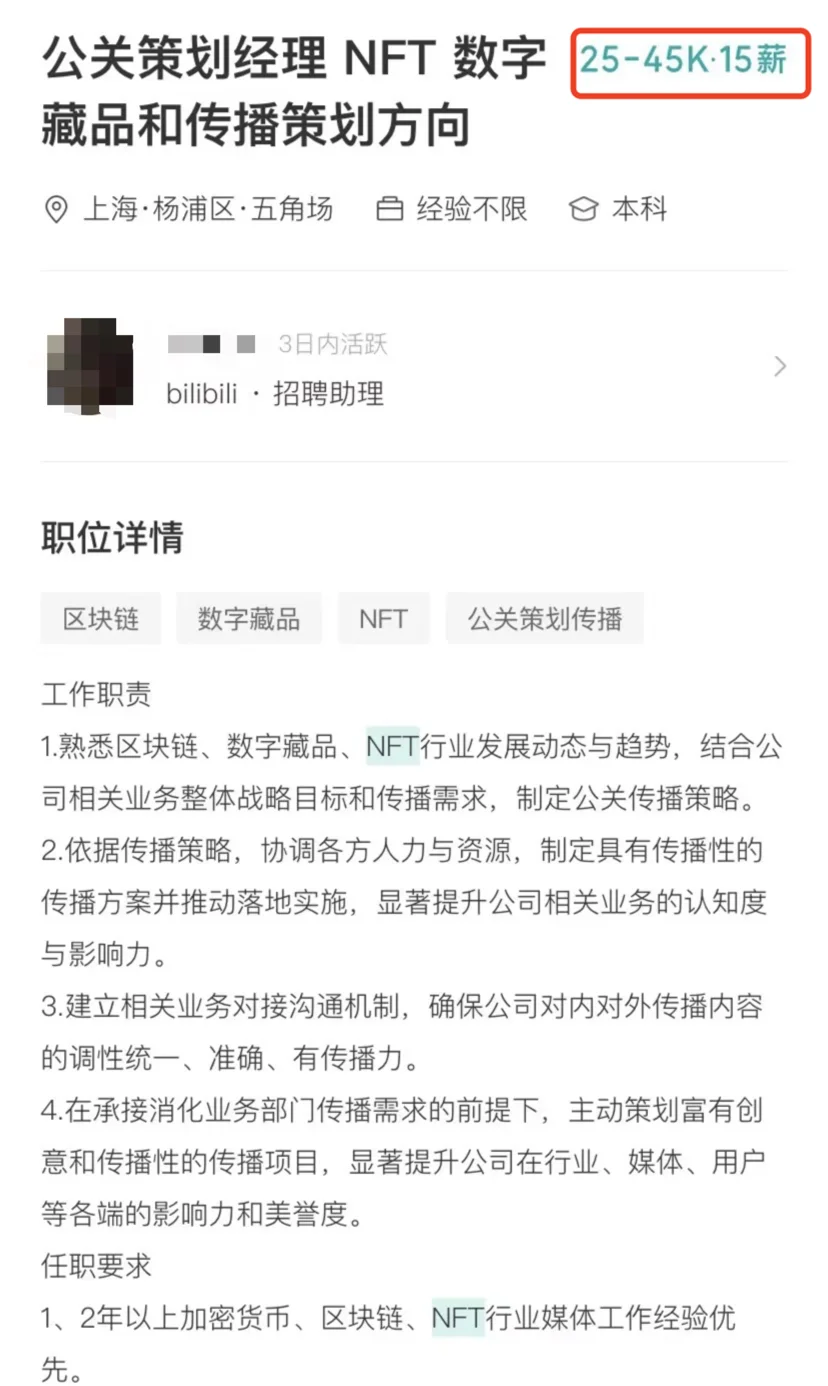 公关策划经理 NFT 数字 25-45K·15薪
藏品和传播策划方向
上海·杨浦区·五角场 经验不限 本科
3日内活跃
bilibili · 招聘助理
职位详情
区块链 数字藏品 NFT 公关策划传播
工作职责
1.熟悉区块链、数字藏品、NFT行业发展动态与趋势，结合公
司相关业务整体战略目标和传播需求，制定公关传播策略。
2.依据传播策略，协调各方人力与资源，制定具有传播性的
传播方案并推动落地实施，显著提升公司相关业务的认知度
与影响力。
3.建立相关业务对接沟通机制，确保公司对内对外传播内容
的调性统一、准确、有传播力。
4.在承接消化业务部门传播需求的前提下，主动策划富有创
意和传播性的传播项目，显著提升公司在行业、媒体、用户
等各端的影响力和美誉度。
任职要求
1、2年以上加密货币、区块链、NFT行业媒体工作经验优
先。